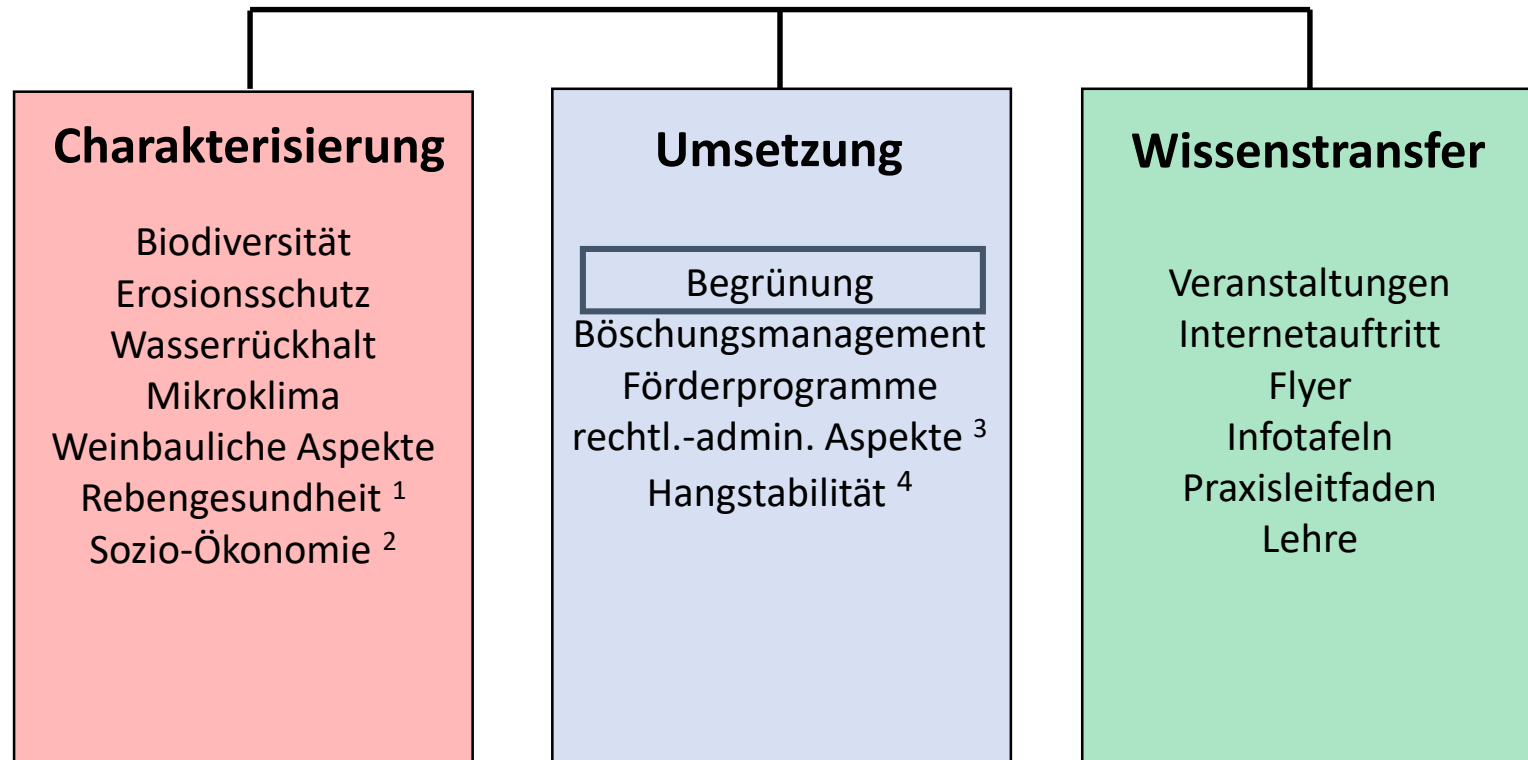 Charakterisierung
Biodiversität
Erosionsschutz
Wasserrückhalt
Mikroklima
Weinbauliche Aspekte
Rebengesundheit ¹
Sozio-Ökonomie ²
Umsetzung
Begrünung
Böschungsmanagement
Förderprogramme
rechtl.-admin. Aspekte ³
Hangstabilität ⁴
Wissenstransfer
Veranstaltungen
Internetauftritt
Flyer
Infotafeln
Praxisleitfaden
Lehre